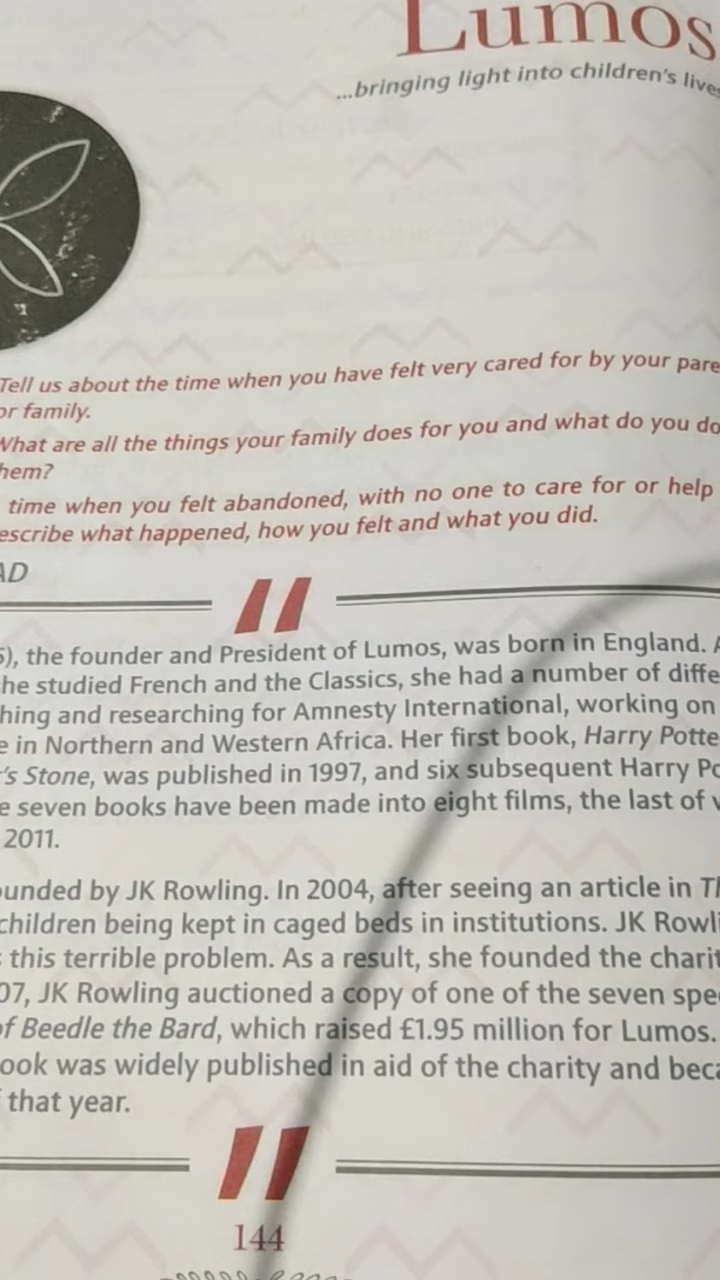 Lumos
...bringing light into children's lives
Tell us about the time when you have felt very cared for by your pare
or family.
What are all the things your family does for you and what do you do
hem?
time when you felt abandoned, with no one to care for or help
escribe what happened, how you felt and what you did.
AD
5), the founder and President of Lumos, was born in England. A
he studied French and the Classics, she had a number of diffe
hing and researching for Amnesty International, working on
e in Northern and Western Africa. Her first book, Harry Potte
r's Stone, was published in 1997, and six subsequent Harry Po
e seven books have been made into eight films, the last of w
2011.
ounded by JK Rowling. In 2004, after seeing an article in Th
children being kept in caged beds in institutions. JK Rowli
s this terrible problem. As a result, she founded the charit
07, JK Rowling auctioned a copy of one of the seven spe
of Beedle the Bard, which raised £1.95 million for Lumos.
ook was widely published in aid of the charity and beca
f that year.
144